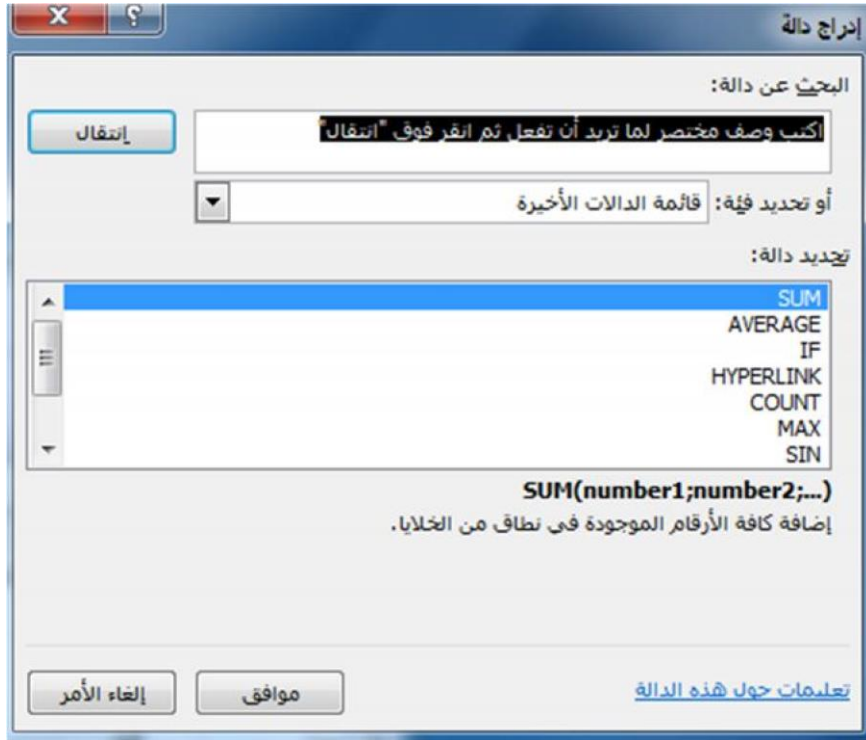 إدراج دالة
البحث عن دالة:
اكتب وصف مختصر لما تريد أن تفعل ثم انقر فوق "انتقال"
إنتقال
أو تحديد فئة: قائمة الدالات الأخيرة
تحديد دالة:
SUM
AVERAGE
IF
HYPERLINK
COUNT
MAX
SIN
SUM(number1;number2;...)
إضافة كافة الأرقام الموجودة في نطاق من الخلايا.
تعليمات حول هذه الدالة
موافق
إلغاء الأمر